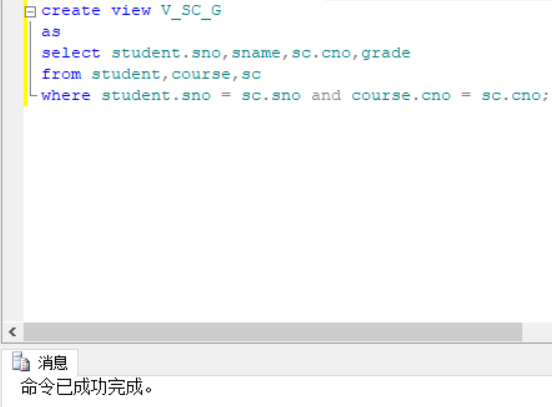 create view V_SC_G
as
select student.sno,sname,sc.cno,grade
from student,course,sc
where student.sno = sc.sno and course.cno = sc.cno;
消息
命令已成功完成。